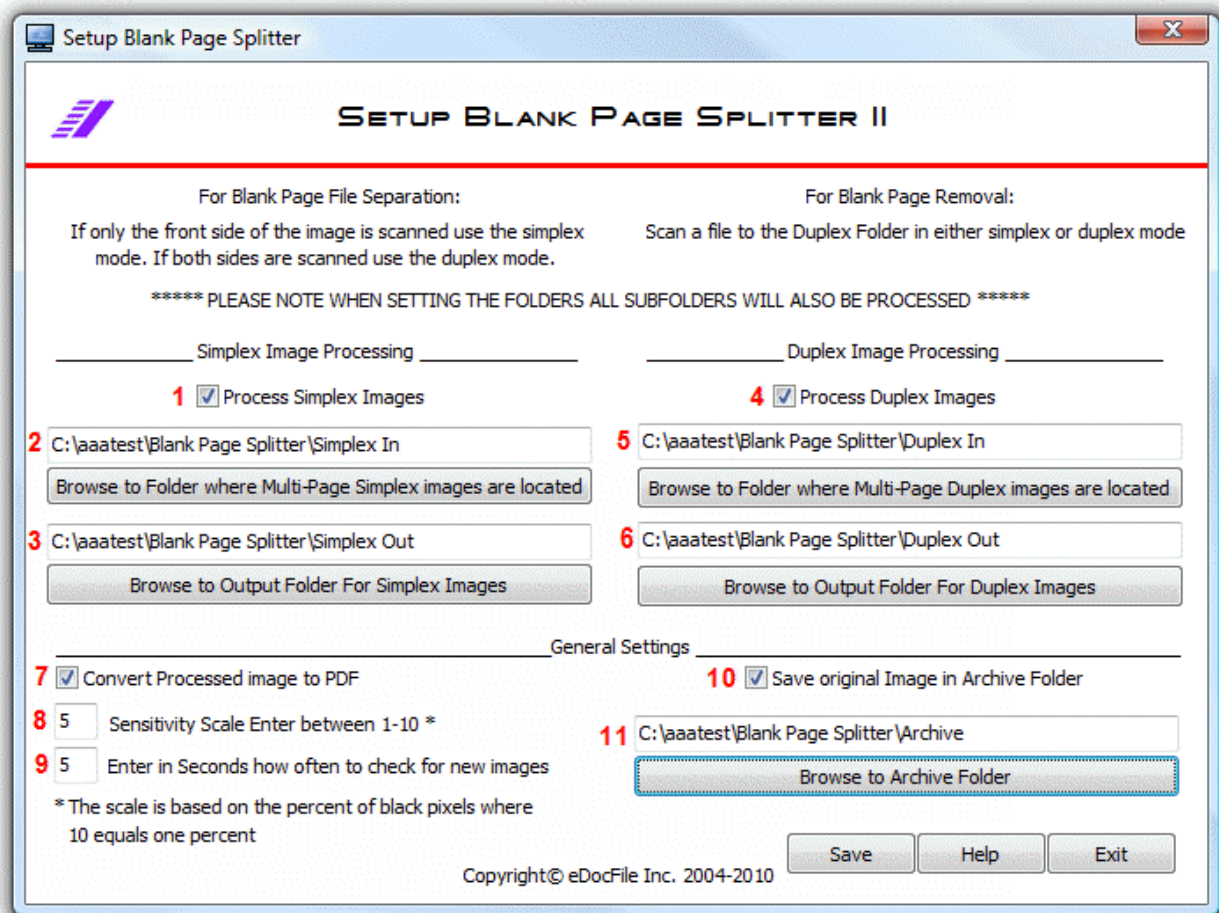 Setup Blank Page Splitter
X
SETUP BLANK PAGE SPLITTER II
For Blank Page File Separation:
If only the front side of the image is scanned use the simplex
mode. If both sides are scanned use the duplex mode.
For Blank Page Removal:
Scan a file to the Duplex Folder in either simplex or duplex mode
***** PLEASE NOTE WHEN SETTING THE FOLDERS ALL SUBFOLDERS WILL ALSO BE PROCESSED *****
Simplex Image Processing
1 Process Simplex Images
2 C:\aaatest\Blank Page Splitter\Simplex In
Browse to Folder where Multi-Page Simplex images are located
3 C:\aaatest\Blank Page Splitter\Simplex Out
Browse to Output Folder For Simplex Images
Duplex Image Processing
4 Process Duplex Images
5 C:\aaatest\Blank Page Splitter\Duplex In
Browse to Folder where Multi-Page Duplex images are located
6 C:\aaatest\Blank Page Splitter\Duplex Out
Browse to Output Folder For Duplex Images
General Settings
7 Convert Processed image to PDF
8 5 Sensitivity Scale Enter between 1-10 *
9 5 Enter in Seconds how often to check for new images
* The scale is based on the percent of black pixels where
10 equals one percent
10 Save original Image in Archive Folder
11 C:\aaatest\Blank Page Splitter\Archive
Browse to Archive Folder
Save Help Exit
Copyright© eDocFile Inc. 2004-2010